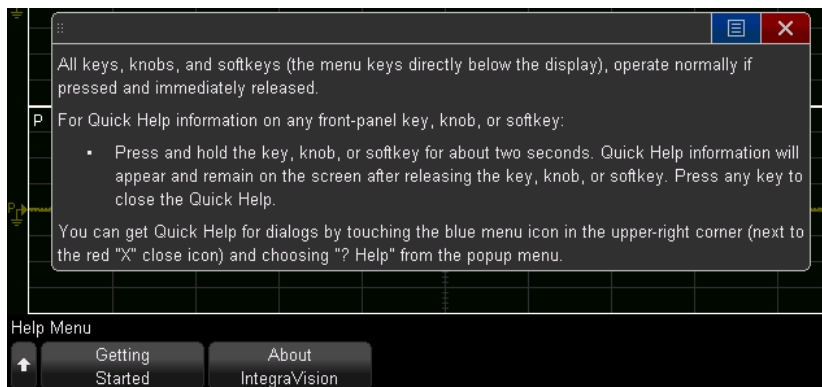 All keys, knobs, and softkeys (the menu keys directly below the display), operate normally if
pressed and immediately released.
P
For Quick Help information on any front-panel key, knob, or softkey:
▪ Press and hold the key, knob, or softkey for about two seconds. Quick Help information will
appear and remain on the screen after releasing the key, knob, or softkey. Press any key to
close the Quick Help.
P
You can get Quick Help for dialogs by touching the blue menu icon in the upper-right corner (next to
the red "X" close icon) and choosing "? Help" from the popup menu.
Help Menu
Getting
Started
About
IntegraVision